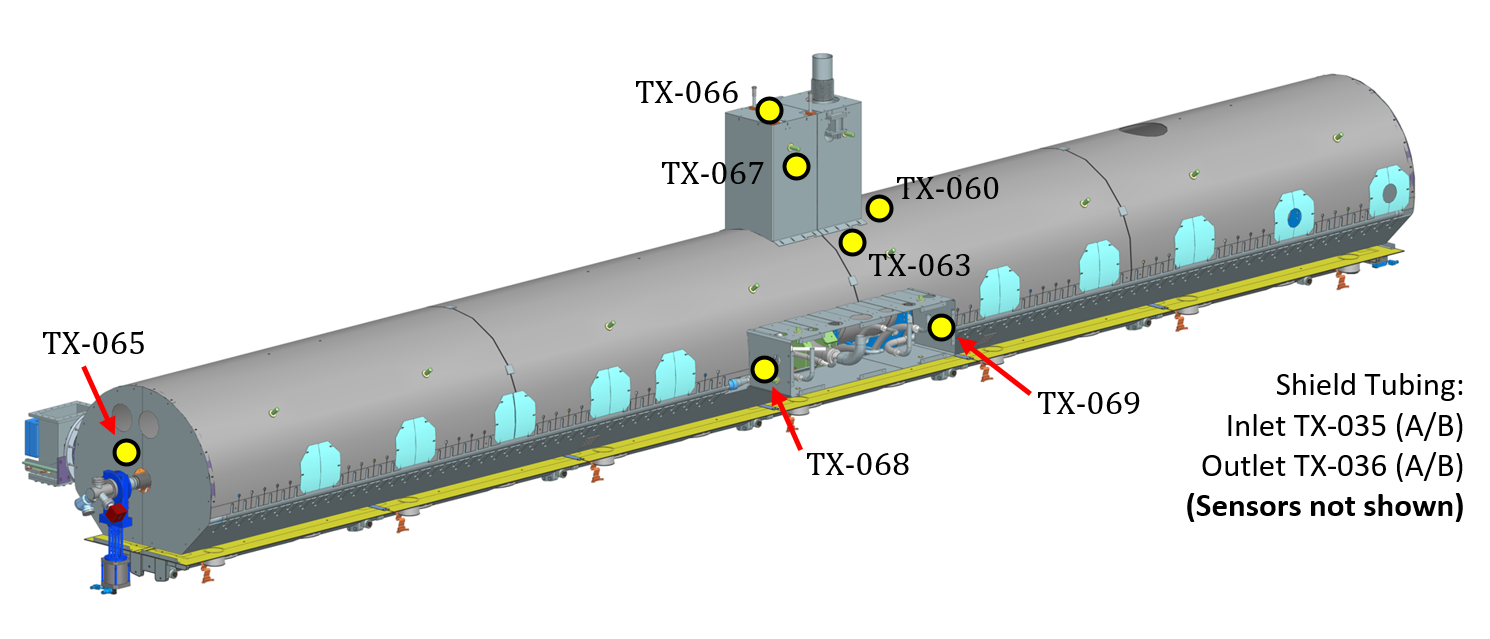 TX-066
TX-067
TX-060
TX-063
TX-065
TX-069
TX-068
Shield Tubing:
Inlet TX-035 (A/B)
Outlet TX-036 (A/B)
(Sensors not shown)